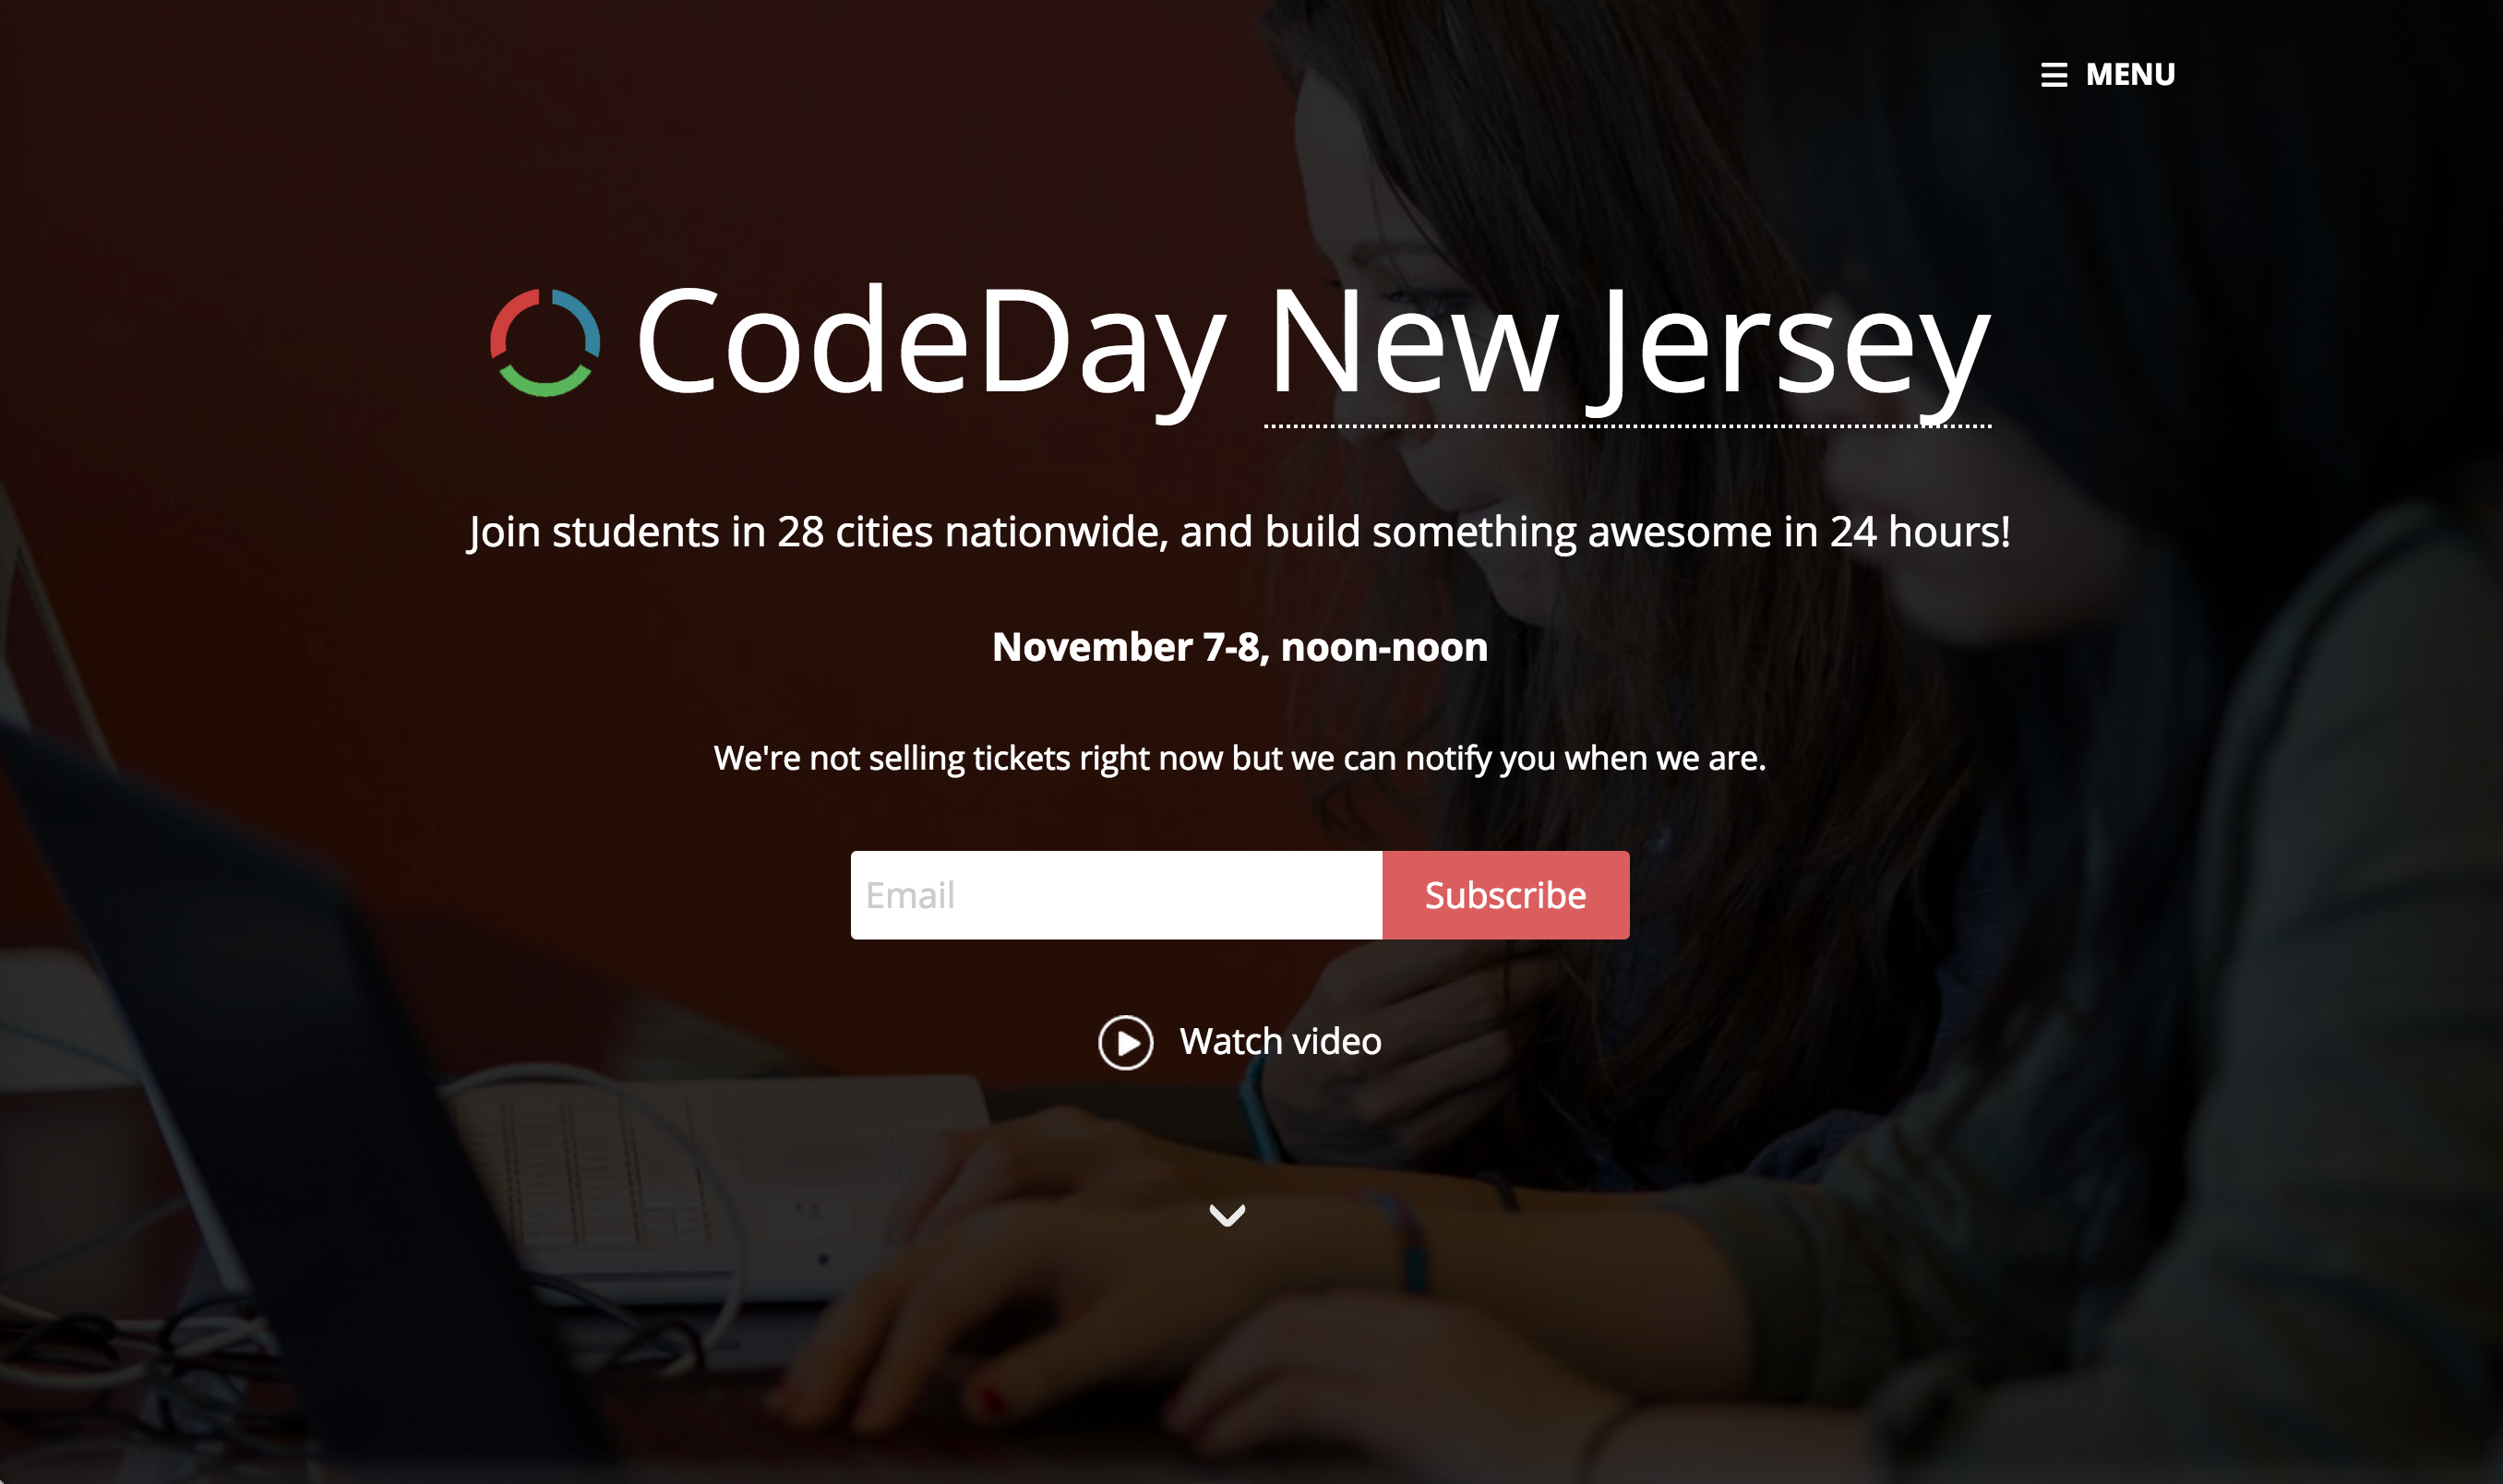 MENU
CodeDay New Jersey
Join students in 28 cities nationwide, and build something awesome in 24 hours!
November 7-8, noon-noon
We're not selling tickets right now but we can notify you when we are.
Email
Subscribe
Watch video